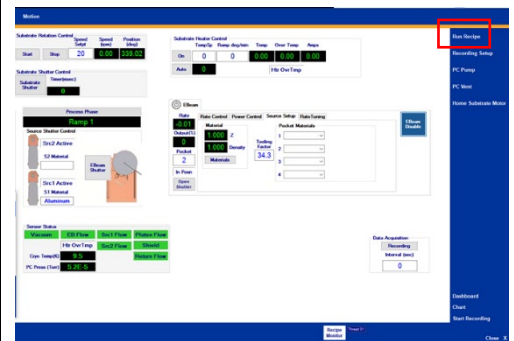 Motion
Substrate Rotation Control
Speed Setpt
Speed (rpm)
Position (deg)
Start
Stop
20
0.00
339.02
Substrate Heater Control
TempSp
Ramp deg/min
Temp
Over Temp
Amps
On
0
0
0.00
0.00
0.00
Auto
0
Htr OvrTmp
Substrate Shutter Control
Substrate Shutter
0
Process Phase
Ramp 1
Source Shutter Control
Src2 Active
S2 Material
EBeam Shutter
Src1 Active
S1 Material
Aluminum
EBeam
Rate
-0.01
Output(%)
0
Pocket
2
In Posn
Open Shutter
Rate Control
Power Control
Source Setup
Rate Tuning
Material
1.000 Z
1.000 Density
Materials
Tooling Factor
34.3
Pocket Materials
1
2
3
4
EBeam Disable
Sensor Status
Vacuum
EB Flow
Src1 Flow
Platen Flow
Htr OvrTmp
Src2 Flow
Shield
Cryo Temp(K)
9.5
Return Flow
PC Press (Torr)
5.2E-5
Data Acquisition
Recording
Interval (sec)
0
Run Recipe
Recording Setup
PC Pump
PC Vent
Home Substrate Motor
Dashboard
Chart
Start Recording
Recipe Monitor
Close X